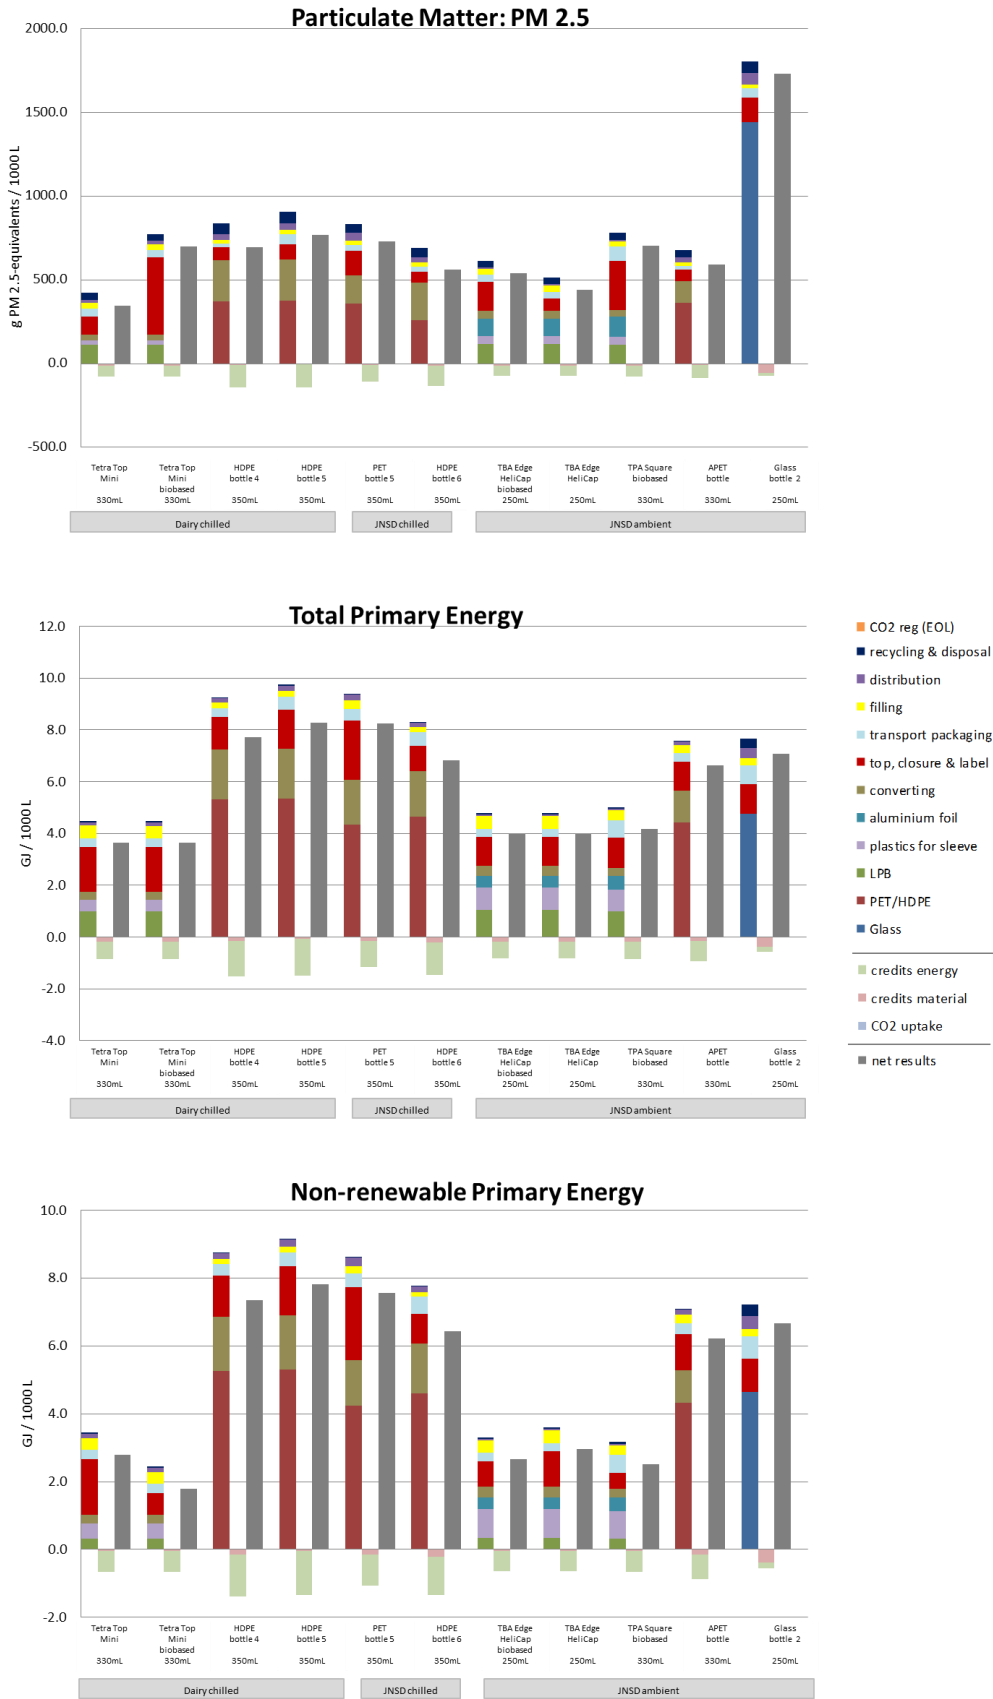 Particulate Matter: PM 2.5
2000.0
1500.0
1000.0
500.0
0.0
-500.0
g PM 2.5-equivalents / 1000 L
Tetra Top Mini 330mL
Tetra Top Mini biobased 330mL
HDPE bottle 4 350mL
HDPE bottle 5 350mL
PET bottle 5 350mL
HDPE bottle 6 350mL
TBA Edge HeliCap biobased 250mL
TBA Edge HeliCap 250mL
TPA Square biobased 330mL
APET bottle 330mL
Glass bottle 2 250mL
Dairy chilled
JNSD chilled
JNSD ambient
Total Primary Energy
12.0
10.0
8.0
6.0
4.0
2.0
0.0
-2.0
-4.0
GJ / 1000 L
Tetra Top Mini 330mL
Tetra Top Mini biobased 330mL
HDPE bottle 4 350mL
HDPE bottle 5 350mL
PET bottle 5 350mL
HDPE bottle 6 350mL
TBA Edge HeliCap biobased 250mL
TBA Edge HeliCap 250mL
TPA Square biobased 330mL
APET bottle 330mL
Glass bottle 2 250mL
Dairy chilled
JNSD chilled
JNSD ambient
CO2 reg (EOL)
recycling & disposal
distribution
filling
transport packaging
top, closure & label
converting
aluminium foil
plastics for sleeve
LPB
PET/HDPE
Glass
credits energy
credits material
CO2 uptake
net results
Non-renewable Primary Energy
10.0
8.0
6.0
4.0
2.0
0.0
-2.0
GJ / 1000 L
Tetra Top Mini 330mL
Tetra Top Mini biobased 330mL
HDPE bottle 4 350mL
HDPE bottle 5 350mL
PET bottle 5 350mL
HDPE bottle 6 350mL
TBA Edge HeliCap biobased 250mL
TBA Edge HeliCap 250mL
TPA Square biobased 330mL
APET bottle 330mL
Glass bottle 2 250mL
Dairy chilled
JNSD chilled
JNSD ambient